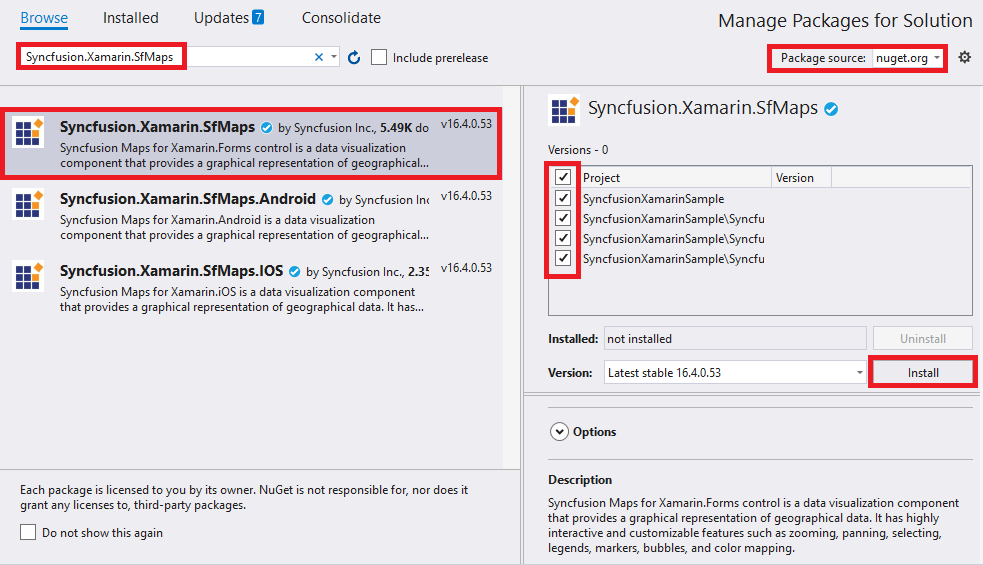 Browse Installed Updates 7 Consolidate
Manage Packages for Solution
Syncfusion.Xamarin.SfMaps Include prerelease
Package source: nuget.org
Syncfusion.Xamarin.SfMaps by Syncfusion Inc., 5.49K do v16.4.0.53
Syncfusion Maps for Xamarin.Forms control is a data visualization
component that provides a graphical representation of geographical...
Syncfusion.Xamarin.SfMaps.Android by Syncfusion Inc v16.4.0.53
Syncfusion Maps for Xamarin.Android is a data visualization
component that provides a graphical representation of geographical...
Syncfusion.Xamarin.SfMaps.IOS by Syncfusion Inc., 2.35 v16.4.0.53
Syncfusion Maps for Xamarin.iOS is a data visualization component
that provides a graphical representation of geographical data. It has...
Each package is licensed to you by its owner. NuGet is not responsible for, nor does it
grant any licenses to, third-party packages.
Do not show this again
Syncfusion.Xamarin.SfMaps
Versions - 0
Project Version
SyncfusionXamarinSample
SyncfusionXamarinSample\Syncfu
SyncfusionXamarinSample\Syncfu
SyncfusionXamarinSample\Syncfu
Installed: not installed Uninstall
Version: Latest stable 16.4.0.53 Install
Options
Description
Syncfusion Maps for Xamarin.Forms control is a data visualization component
that provides a graphical representation of geographical data. It has highly
interactive and customizable features such as zooming, panning, selecting,
legends, markers, bubbles, and color mapping.